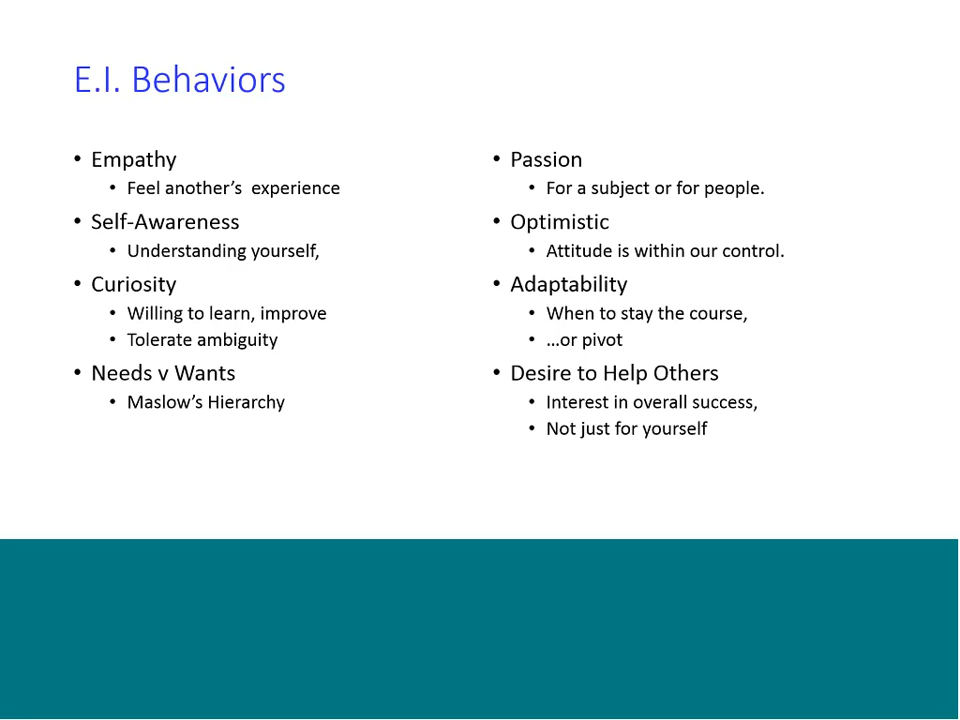 E.I. Behaviors
• Empathy
• Feel another’s  experience
• Self-Awareness
• Understanding yourself,
• Curiosity
• Willing to learn, improve
• Tolerate ambiguity
• Needs v Wants
• Maslow’s Hierarchy
• Passion
• For a subject or for people.
• Optimistic
• Attitude is within our control.
• Adaptability
• When to stay the course,
• …or pivot
• Desire to Help Others
• Interest in overall success,
• Not just for yourself